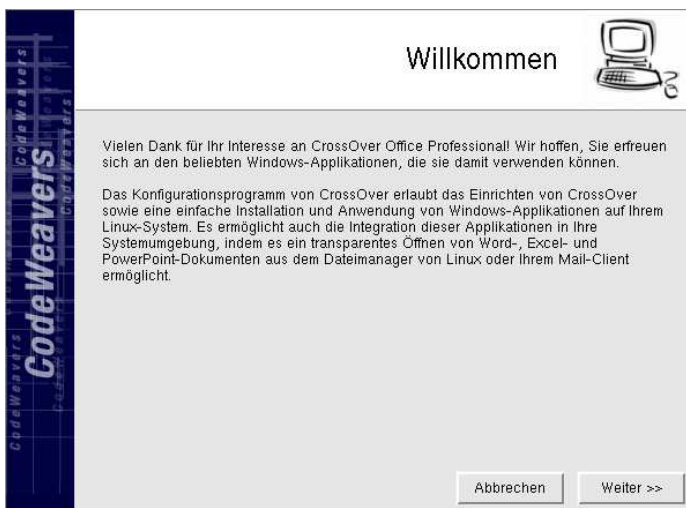 Willkommen
CodeWeavers
CodeWeavers
CodeWeavers
CodeWeavers
CodeWeavers
Vielen Dank für Ihr Interesse an CrossOver Office Professional! Wir hoffen, Sie erfreuen
sich an den beliebten Windows-Applikationen, die sie damit verwenden können.
Das Konfigurationsprogramm von CrossOver erlaubt das Einrichten von CrossOver
sowie eine einfache Installation und Anwendung von Windows-Applikationen auf Ihrem
Linux-System. Es ermöglicht auch die Integration dieser Applikationen in Ihre
Systemumgebung, indem es ein transparentes Öffnen von Word-, Excel- und
PowerPoint-Dokumenten aus dem Dateimanager von Linux oder Ihrem Mail-Client
ermöglicht.
Abbrechen
Weiter >>